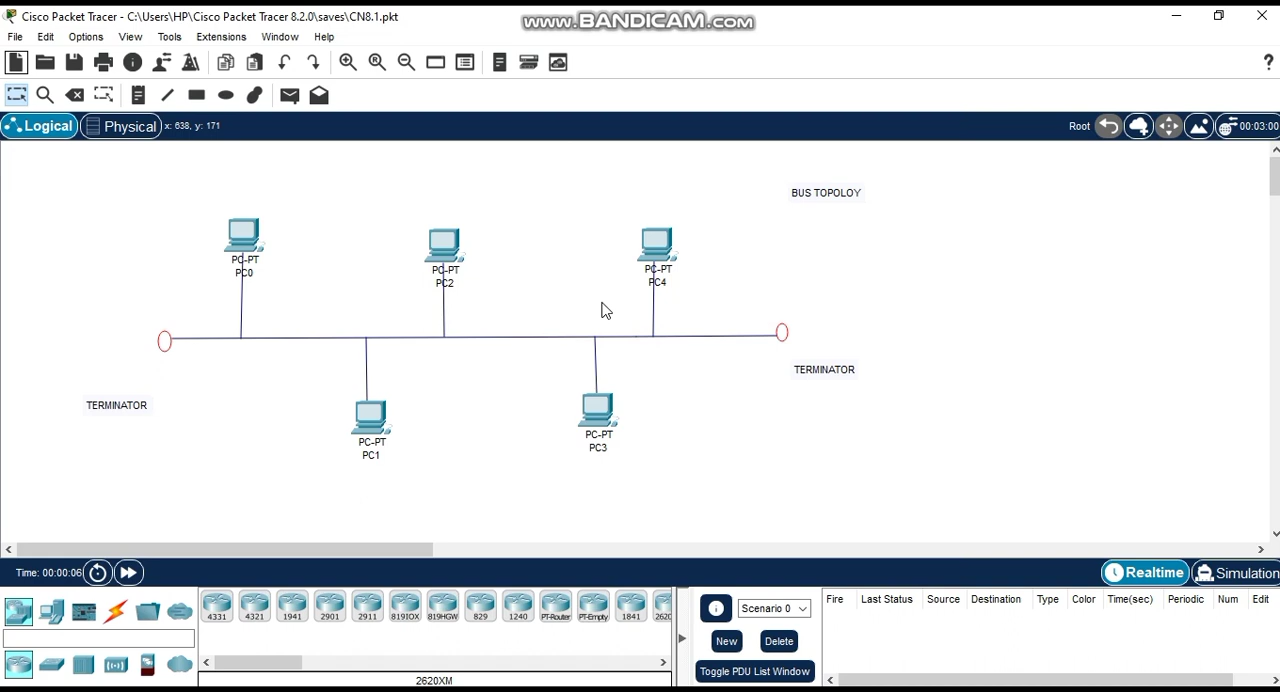 Cisco Packet Tracer - C:\Users\HP\Cisco Packet Tracer 8.2.0\saves\CN8.1.pkt
www.BANDICAM.com
File Edit Options View Tools Extensions Window Help
Logical Physical x: 638, y: 171 Root 00:03:00
BUS TOPOLOY
PC-PT
PC0
PC-PT
PC2
PC-PT
PC4
TERMINATOR
TERMINATOR
PC-PT
PC1
PC-PT
PC3
Time: 00:00:06 Realtime Simulation
4331 4321 1941 2901 2911 819IOX 819HGW 829 1240 PT-Router PT-Empty 1841 2620
2620XM
Scenario 0
New Delete
Toggle PDU List Window
Fire Last Status Source Destination Type Color Time(sec) Periodic Num Edit